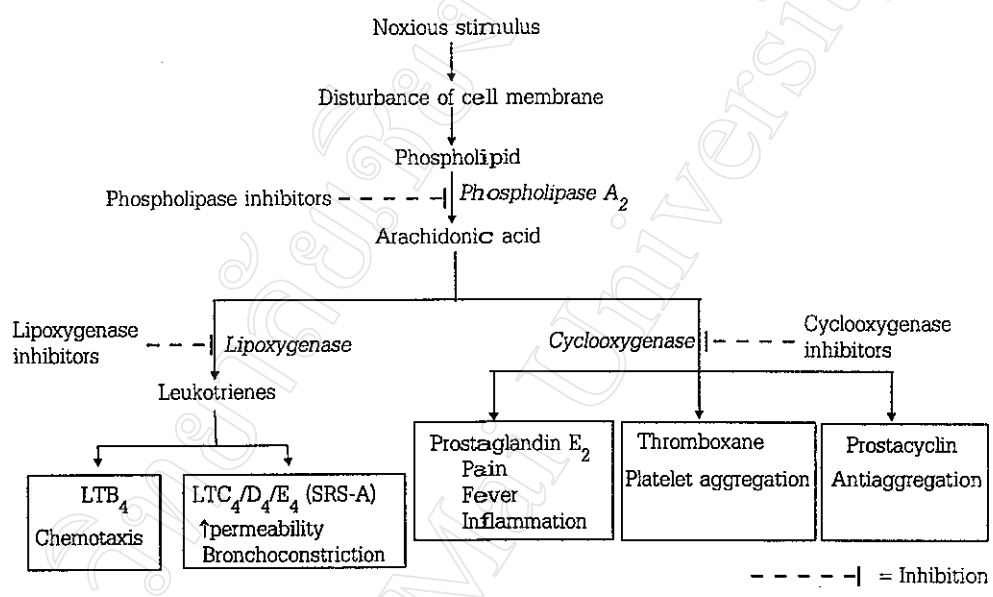 Noxious stimulus
Disturbance of cell membrane
Phospholipid
Phospholipase inhibitors
Phospholipase A2
Arachidonic acid
Lipoxygenase
inhibitors
Lipoxygenase
Cyclooxygenase
Cyclooxygenase
inhibitors
Leukotrienes
LTB4
Chemotaxis
LTC4/D4/E4 (SRS-A)
↑permeability
Bronchoconstriction
Prostaglandin E2
Pain
Fever
Inflammation
Thromboxane
Platelet aggregation
Prostacyclin
Antiaggregation
= Inhibition